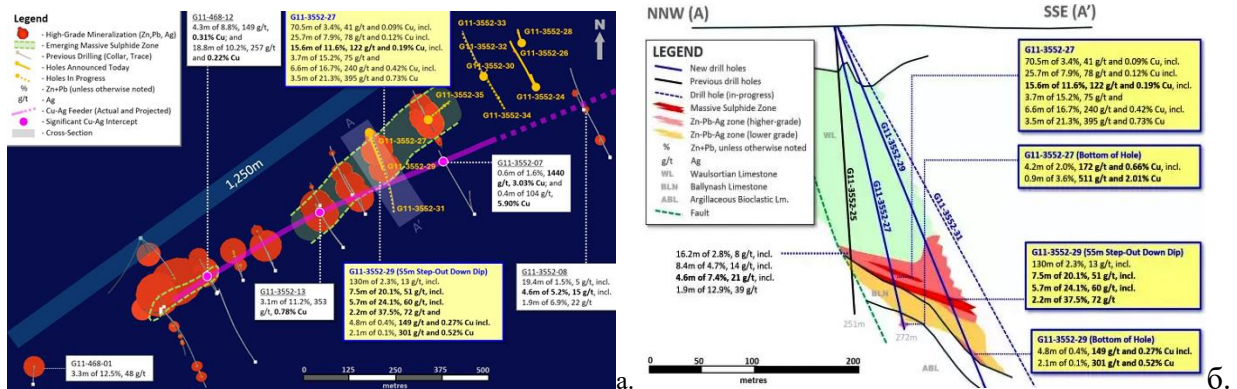 Legend
- High-Grade Mineralization (Zn,Pb, Ag)
- Emerging Massive Sulphide Zone
- Previous Drilling (Collar, Trace)
- Holes Announced Today
- Holes In Progress
% - Zn+Pb (unless otherwise noted)
g/t - Ag
- Cu-Ag Feeder (Actual and Projected)
- Significant Cu-Ag Intercept
- Cross-Section
G11-468-12
4.3m of 8.8%, 149 g/t,
0.31% Cu; and
18.8m of 10.2%, 257 g/t
and 0.22% Cu
G11-3552-27
70.5m of 3.4%, 41 g/t and 0.09% Cu, incl.
25.7m of 7.9%, 78 g/t and 0.12% Cu, incl.
15.6m of 11.6%, 122 g/t and 0.19% Cu, incl.
3.7m of 15.2%, 75 g/t and
6.6m of 16.7%, 240 g/t and 0.42% Cu, incl.
3.5m of 21.3%, 395 g/t and 0.73% Cu
G11-3552-33
G11-3552-32
G11-3552-30
G11-3552-28
G11-3552-26
G11-3552-24
G11-3552-35
G11-3552-34
N
1,250m
A
G11-3552-27
G11-3552-29
G11-3552-31
A'
G11-3552-07
0.6m of 1.6%, 1440
g/t, 3.03% Cu; and
0.4m of 104 g/t,
5.90% Cu
G11-3552-13
3.1m of 11.2%, 353
g/t, 0.78% Cu
G11-3552-29 (55m Step-Out Down Dip)
130m of 2.3%, 13 g/t, incl.
7.5m of 20.1%, 51 g/t, incl.
5.7m of 24.1%, 60 g/t, incl.
2.2m of 37.5%, 72 g/t and
4.8m of 0.4%, 149 g/t and 0.27% Cu incl.
2.1m of 0.1%, 301 g/t and 0.52% Cu
G11-3552-08
19.4m of 1.5%, 5 g/t, incl.
4.6m of 5.2%, 15 g/t, incl.
1.9m of 6.9%, 22 g/t
G11-468-01
3.3m of 12.5%, 48 g/t
0 125 250 375 500
metres
а.
NNW (A)
SSE (A')
LEGEND
New drill holes
Previous drill holes
Drill hole (in-progress)
Massive Sulphide Zone
Zn-Pb-Ag zone (higher-grade)
Zn-Pb-Ag zone (lower grade)
% Zn+Pb, unless otherwise noted
g/t Ag
WL Waulsortian Limestone
BLN Ballynash Limestone
ABL Argillaceous Bioclastic Lm.
Fault
WL
G11-3552-25
G11-3552-27
G11-3552-29
G11-3552-31
G11-3552-27
70.5m of 3.4%, 41 g/t and 0.09% Cu, incl.
25.7m of 7.9%, 78 g/t and 0.12% Cu, incl.
15.6m of 11.6%, 122 g/t and 0.19% Cu, incl.
3.7m of 15.2%, 75 g/t and
6.6m of 16.7%, 240 g/t and 0.42% Cu, incl.
3.5m of 21.3%, 395 g/t and 0.73% Cu
G11-3552-27 (Bottom of Hole)
4.2m of 2.0%, 172 g/t and 0.66% Cu, incl.
0.9m of 3.6%, 511 g/t and 2.01% Cu
16.2m of 2.8%, 8 g/t, incl.
8.4m of 4.7%, 14 g/t, incl.
4.6m of 7.4%, 21 g/t, incl.
1.9m of 12.9%, 39 g/t
BLN
251m
272m
ABL
G11-3552-29 (55m Step-Out Down Dip)
130m of 2.3%, 13 g/t, incl.
7.5m of 20.1%, 51 g/t, incl.
5.7m of 24.1%, 60 g/t, incl.
2.2m of 37.5%, 72 g/t
G11-3552-29 (Bottom of Hole)
4.8m of 0.4%, 149 g/t and 0.27% Cu incl.
2.1m of 0.1%, 301 g/t and 0.52% Cu
0 100 200
metres
б.